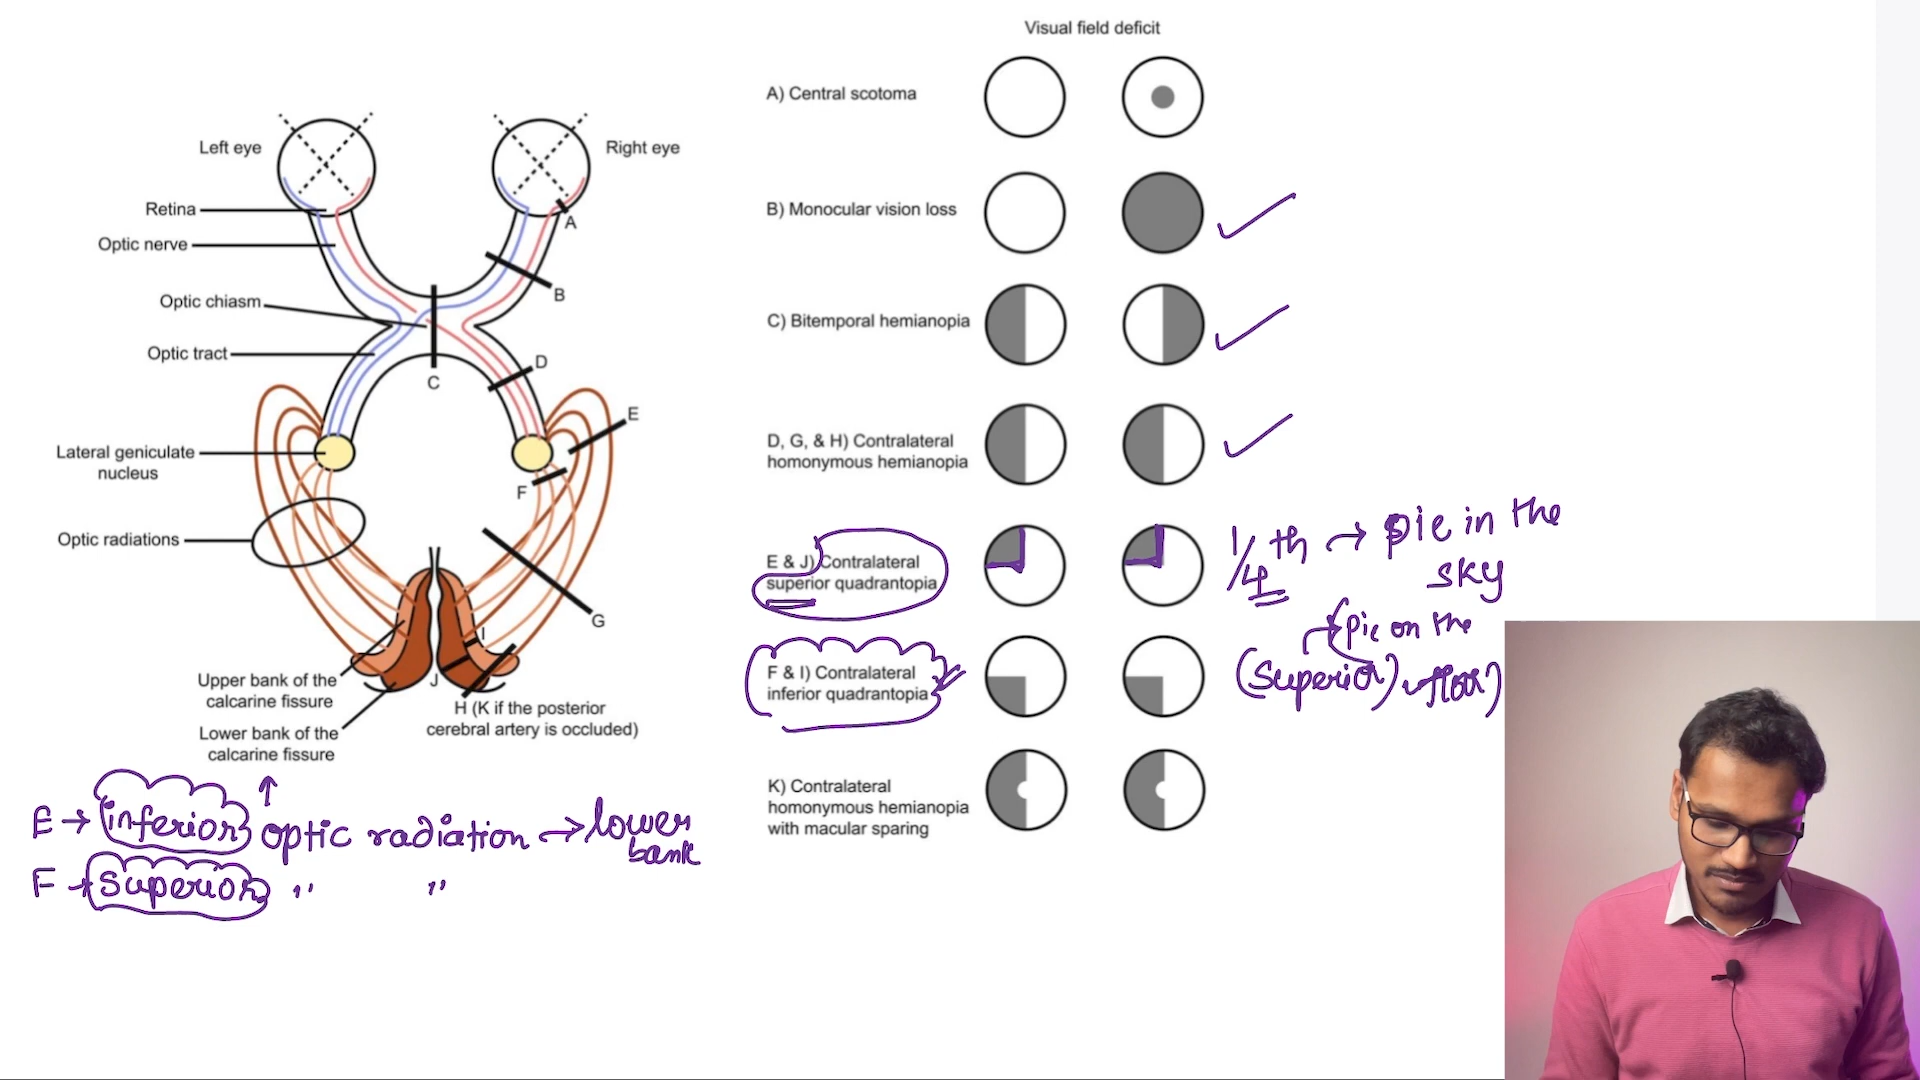 Visual field deficit
A) Central scotoma
Left eye
Right eye
B) Monocular vision loss
Retina
A
Optic nerve
B
Optic chiasm
C) Bitemporal hemianopia
Optic tract
D
C
E
D, G, & H) Contralateral
homonymous hemianopia
Lateral geniculate
nucleus
F
Optic radiations
E & J) Contralateral
superior quadrantopia
1/4 th → pie in the
sky
G
I
pie on the
(Superior) floor)
F & I) Contralateral
inferior quadrantopia
Upper bank of the
calcarine fissure
J
H (K if the posterior
cerebral artery is occluded)
Lower bank of the
calcarine fissure
K) Contralateral
homonymous hemianopia
with macular sparing
E → inferior optic radiation → lower
bank
F → Superior " "